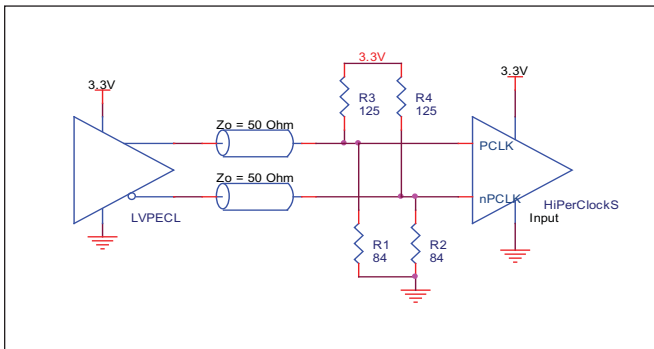 3.3V
3.3V
3.3V
R3
125
R4
125
Zo = 50 Ohm
PCLK
Zo = 50 Ohm
nPCLK
HiPerClockS
Input
LVPECL
R1
84
R2
84